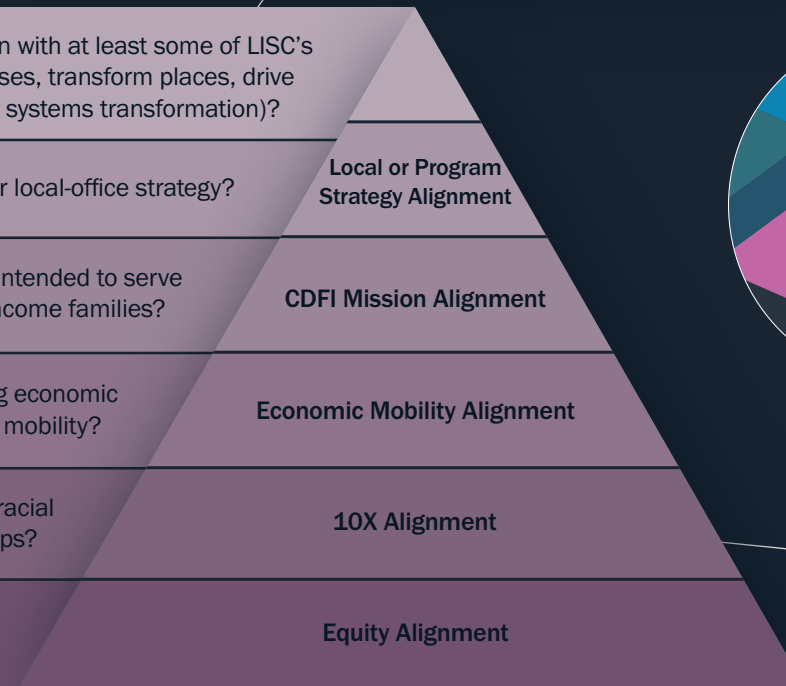 n with at least some of LISC’s
ses, transform places, drive
systems transformation)?
r local-office strategy?
Local or Program
Strategy Alignment
ntended to serve
ncome families?
CDFI Mission Alignment
g economic
mobility?
Economic Mobility Alignment
racial
ps?
10X Alignment
Equity Alignment